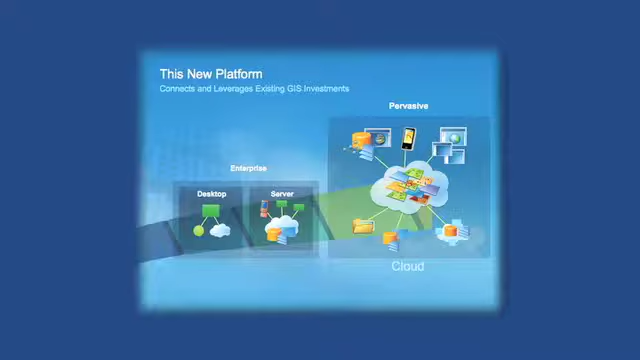 This New Platform
Connects and Leverages Existing GIS Investments
Pervasive
Enterprise
Desktop
Server
Cloud